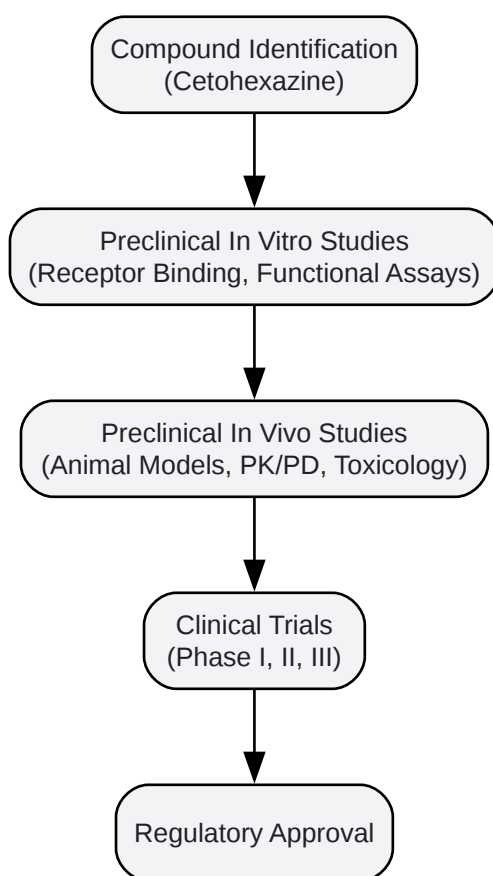 Compound Identification
(Cetohexazine)
Preclinical In Vitro Studies
(Receptor Binding, Functional Assays)
Preclinical In Vivo Studies
(Animal Models, PK/PD, Toxicology)
Clinical Trials
(Phase I, II, III)
Regulatory Approval